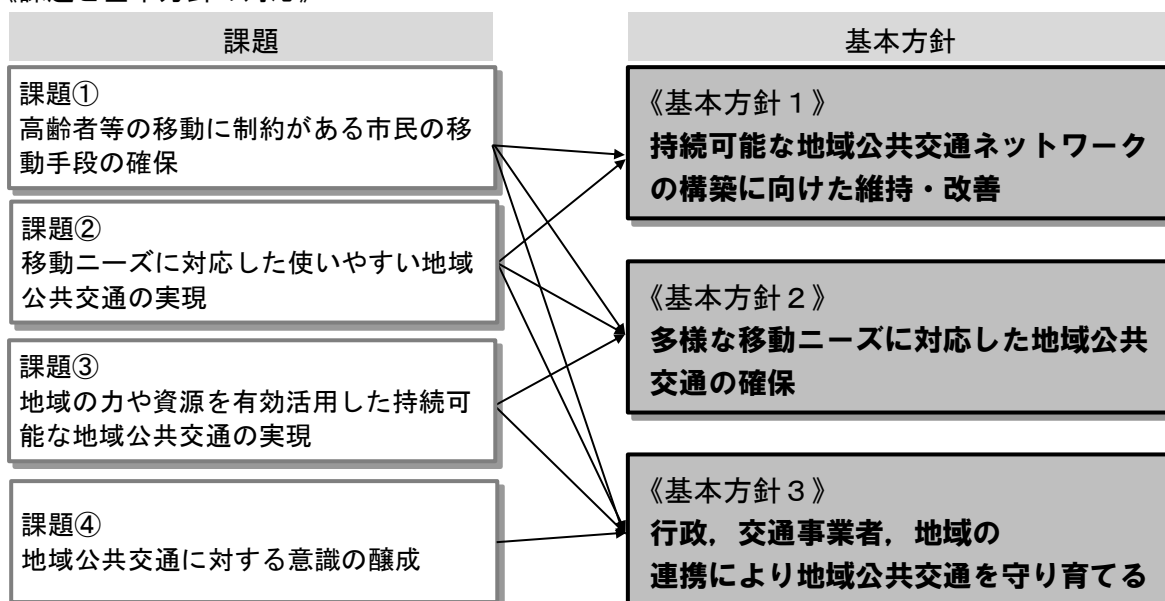 《課題と基本方針の対応》
課題
基本方針
課題①
高齢者等の移動に制約がある市民の移
動手段の確保
課題②
移動ニーズに対応した使いやすい地域
公共交通の実現
課題③
地域の力や資源を有効活用した持続可
能な地域公共交通の実現
課題④
地域公共交通に対する意識の醸成
《基本方針１》
持続可能な地域公共交通ネットワーク
の構築に向けた維持・改善
《基本方針２》
多様な移動ニーズに対応した地域公共
交通の確保
《基本方針３》
行政，交通事業者，地域の
連携により地域公共交通を守り育てる